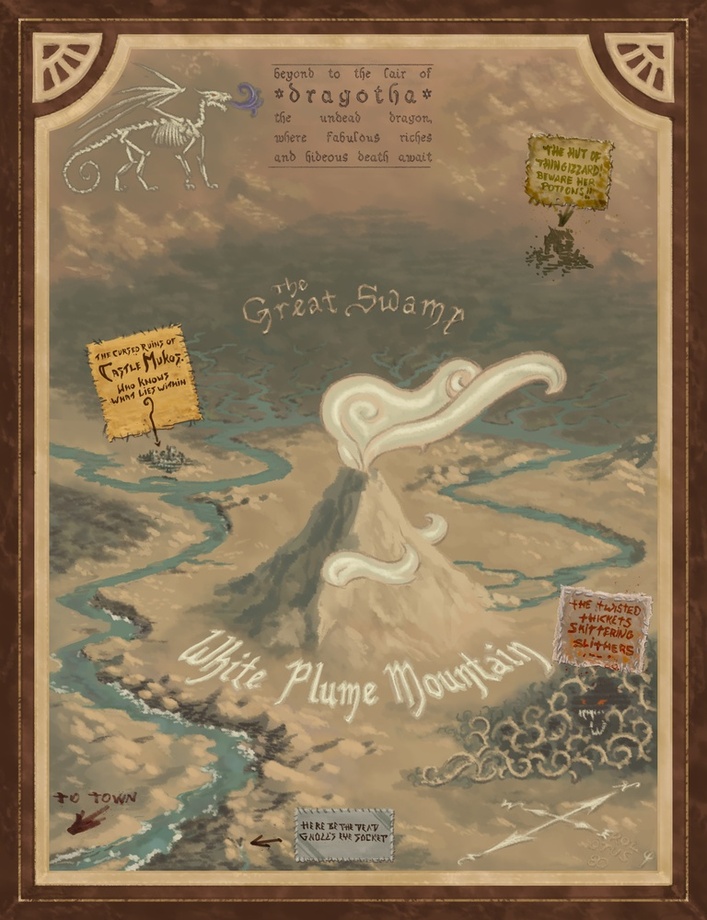 beyond to the lair of
*dragotha*
the undead dragon,
where fabulous riches
and hideous death await
THE HUT OF
THINGIZZARD!
BEWARE HER
POTIONS!!
The
Great Swamp
THE CURSED RUINS OF
CASTLE MUKOS.
WHO KNOWS
WHAT LIES WITHIN
?
THE TWISTED
THICKETS
SKITTERING
SLITHERS
White Plume Mountain
TO TOWN
HERE BE THE DEAD
GNOLL'S EYE SOCKET